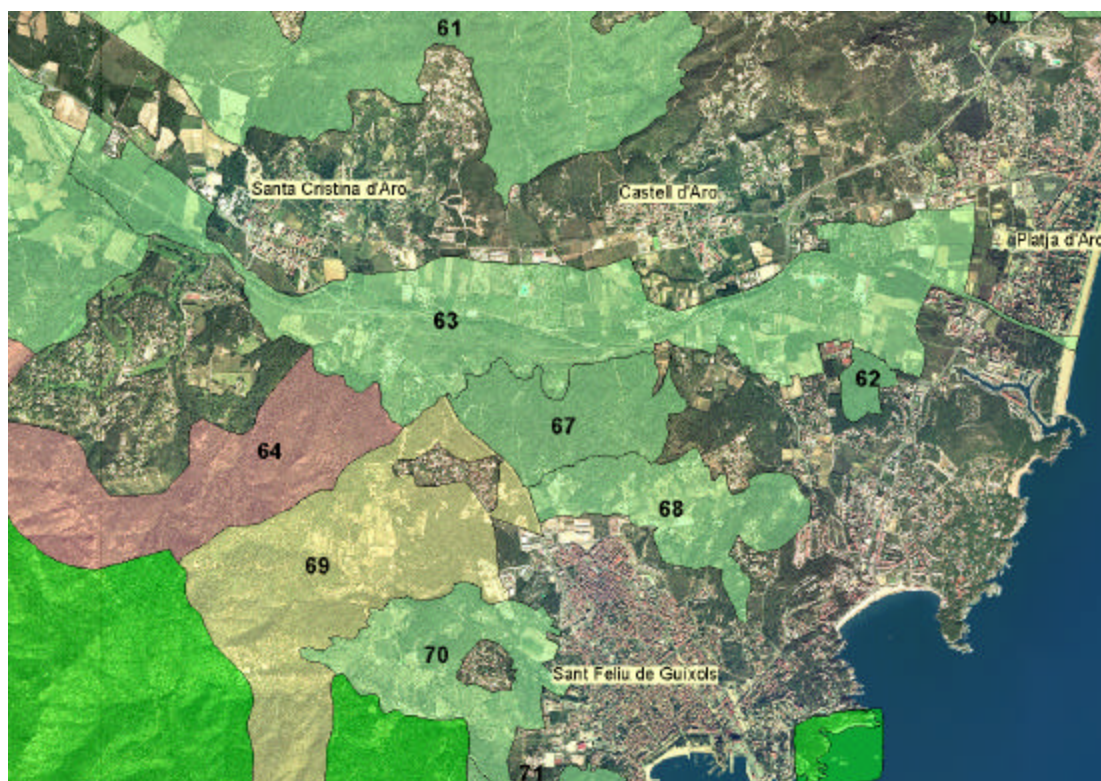 61
60
Santa Cristina d'Aro
Castell d'Aro
Platja d'Aro
63
62
67
64
68
69
70
Sant Feliu de Guíxols
71